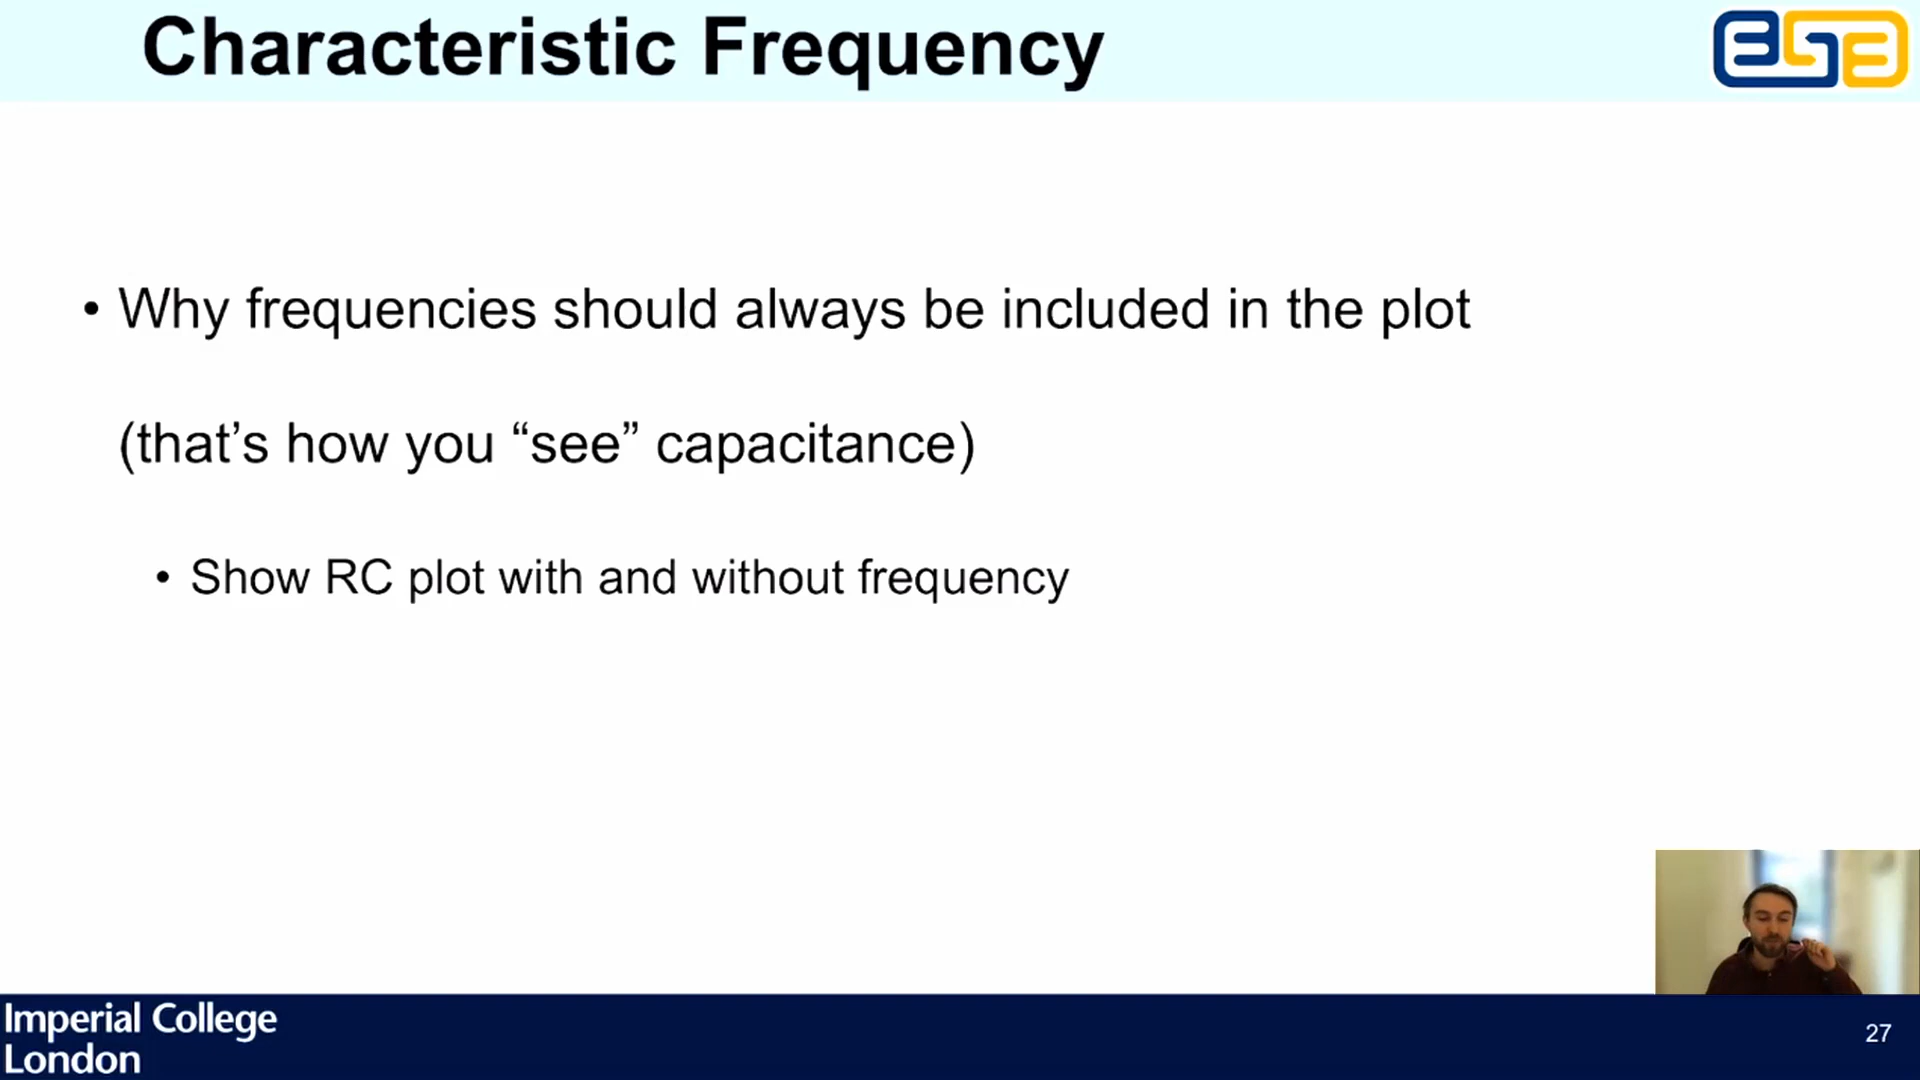 Characteristic Frequency
• Why frequencies should always be included in the plot
(that’s how you “see” capacitance)
• Show RC plot with and without frequency
Imperial College
London
27